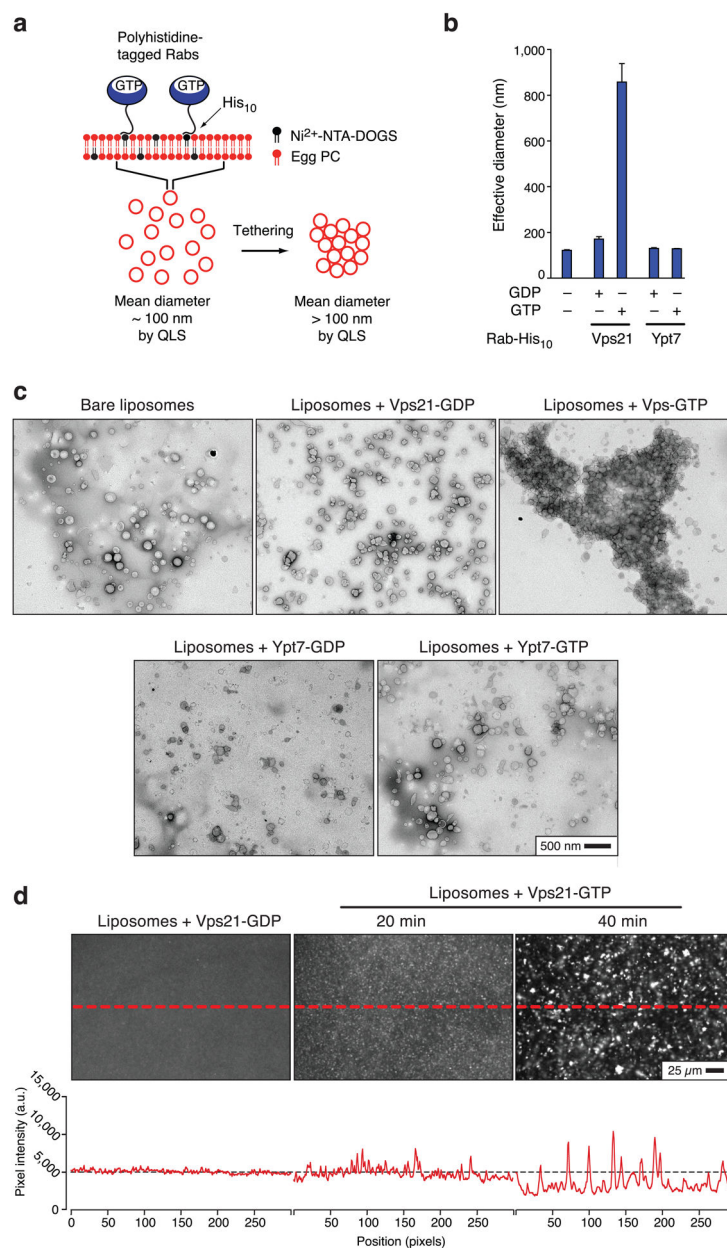 a
Polyhistidine-
tagged Rabs
GTP
GTP
His10
Ni2+-NTA-DOGS
Egg PC
Tethering
Mean diameter
~ 100 nm
by QLS
Mean diameter
> 100 nm
by QLS
b
Effective diameter (nm)
1,000
800
600
400
200
0
GDP – + – + –
GTP – – + – +
Rab-His10
Vps21
Ypt7
c
Bare liposomes
Liposomes + Vps21-GDP
Liposomes + Vps-GTP
Liposomes + Ypt7-GDP
Liposomes + Ypt7-GTP
500 nm
d
Liposomes + Vps21-GTP
Liposomes + Vps21-GDP
20 min
40 min
25 µm
Pixel intensity (a.u.)
15,000
10,000
5,000
0
0 50 100 150 200 250
50 100 150 200 250
50 100 150 200 250
Position (pixels)